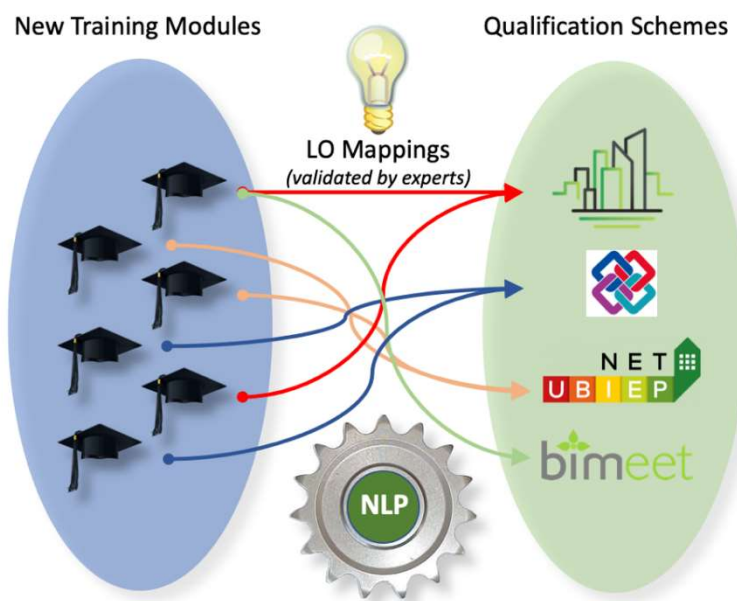 New Training Modules
Qualification Schemes
LO Mappings
(validated by experts)
NET
UBIEP
bimeet
NLP